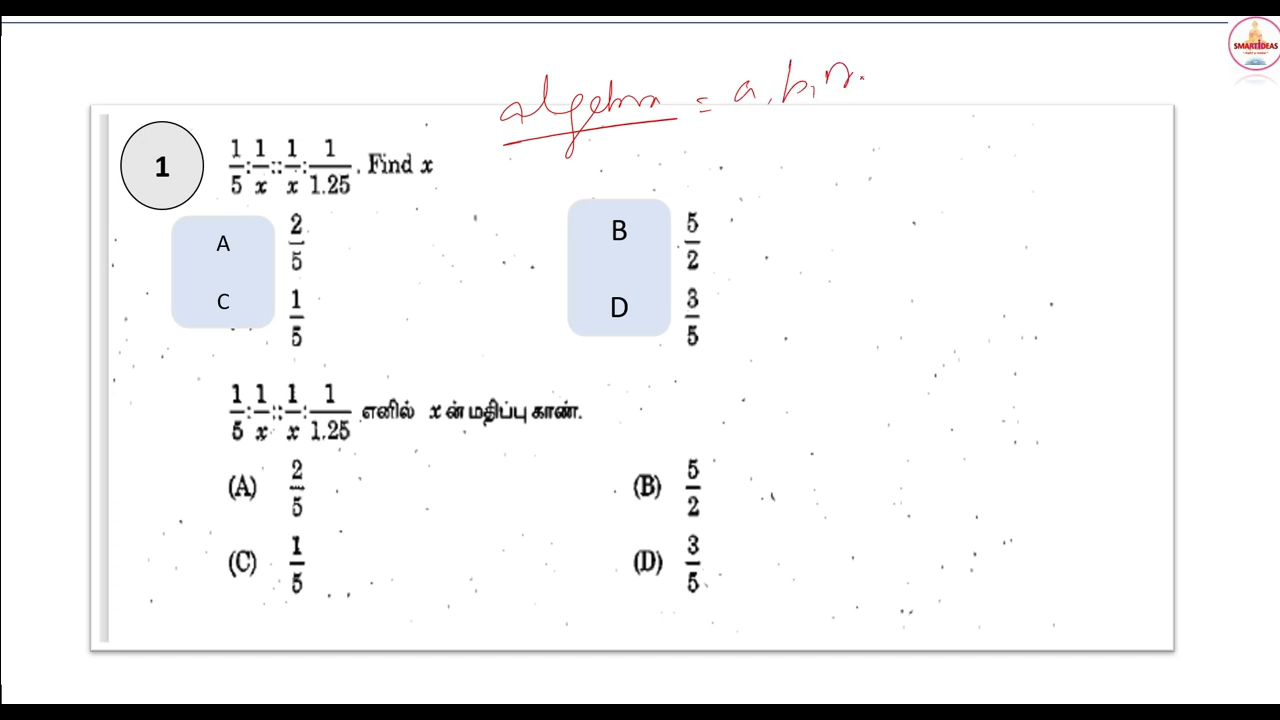 SMARTIDEAS
algebra = a, b, n.
1
1/5 : 1/x :: 1/x : 1/1.25 . Find x
A 2/5 B 5/2
C 1/5 D 3/5
1/5 : 1/x :: 1/x : 1/1.25 எனில் x ன் மதிப்பு காண்.
(A) 2/5 (B) 5/2
(C) 1/5 (D) 3/5